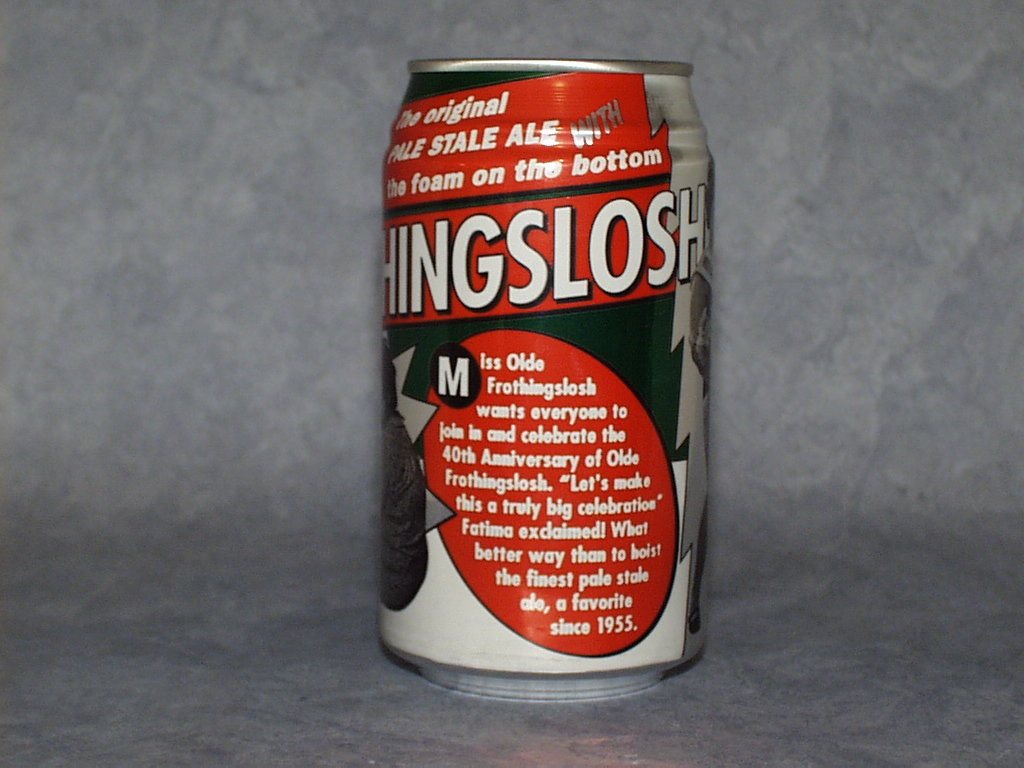 The original
PALE STALE ALE WITH
the foam on the bottom
HINGSLOSH
Miss Olde
Frothingslosh
wants everyone to
join in and celebrate the
40th Anniversary of Olde
Frothingslosh. "Let's make
this a truly big celebration"
Fatima exclaimed! What
better way than to hoist
the finest pale stale
ale, a favorite
since 1955.